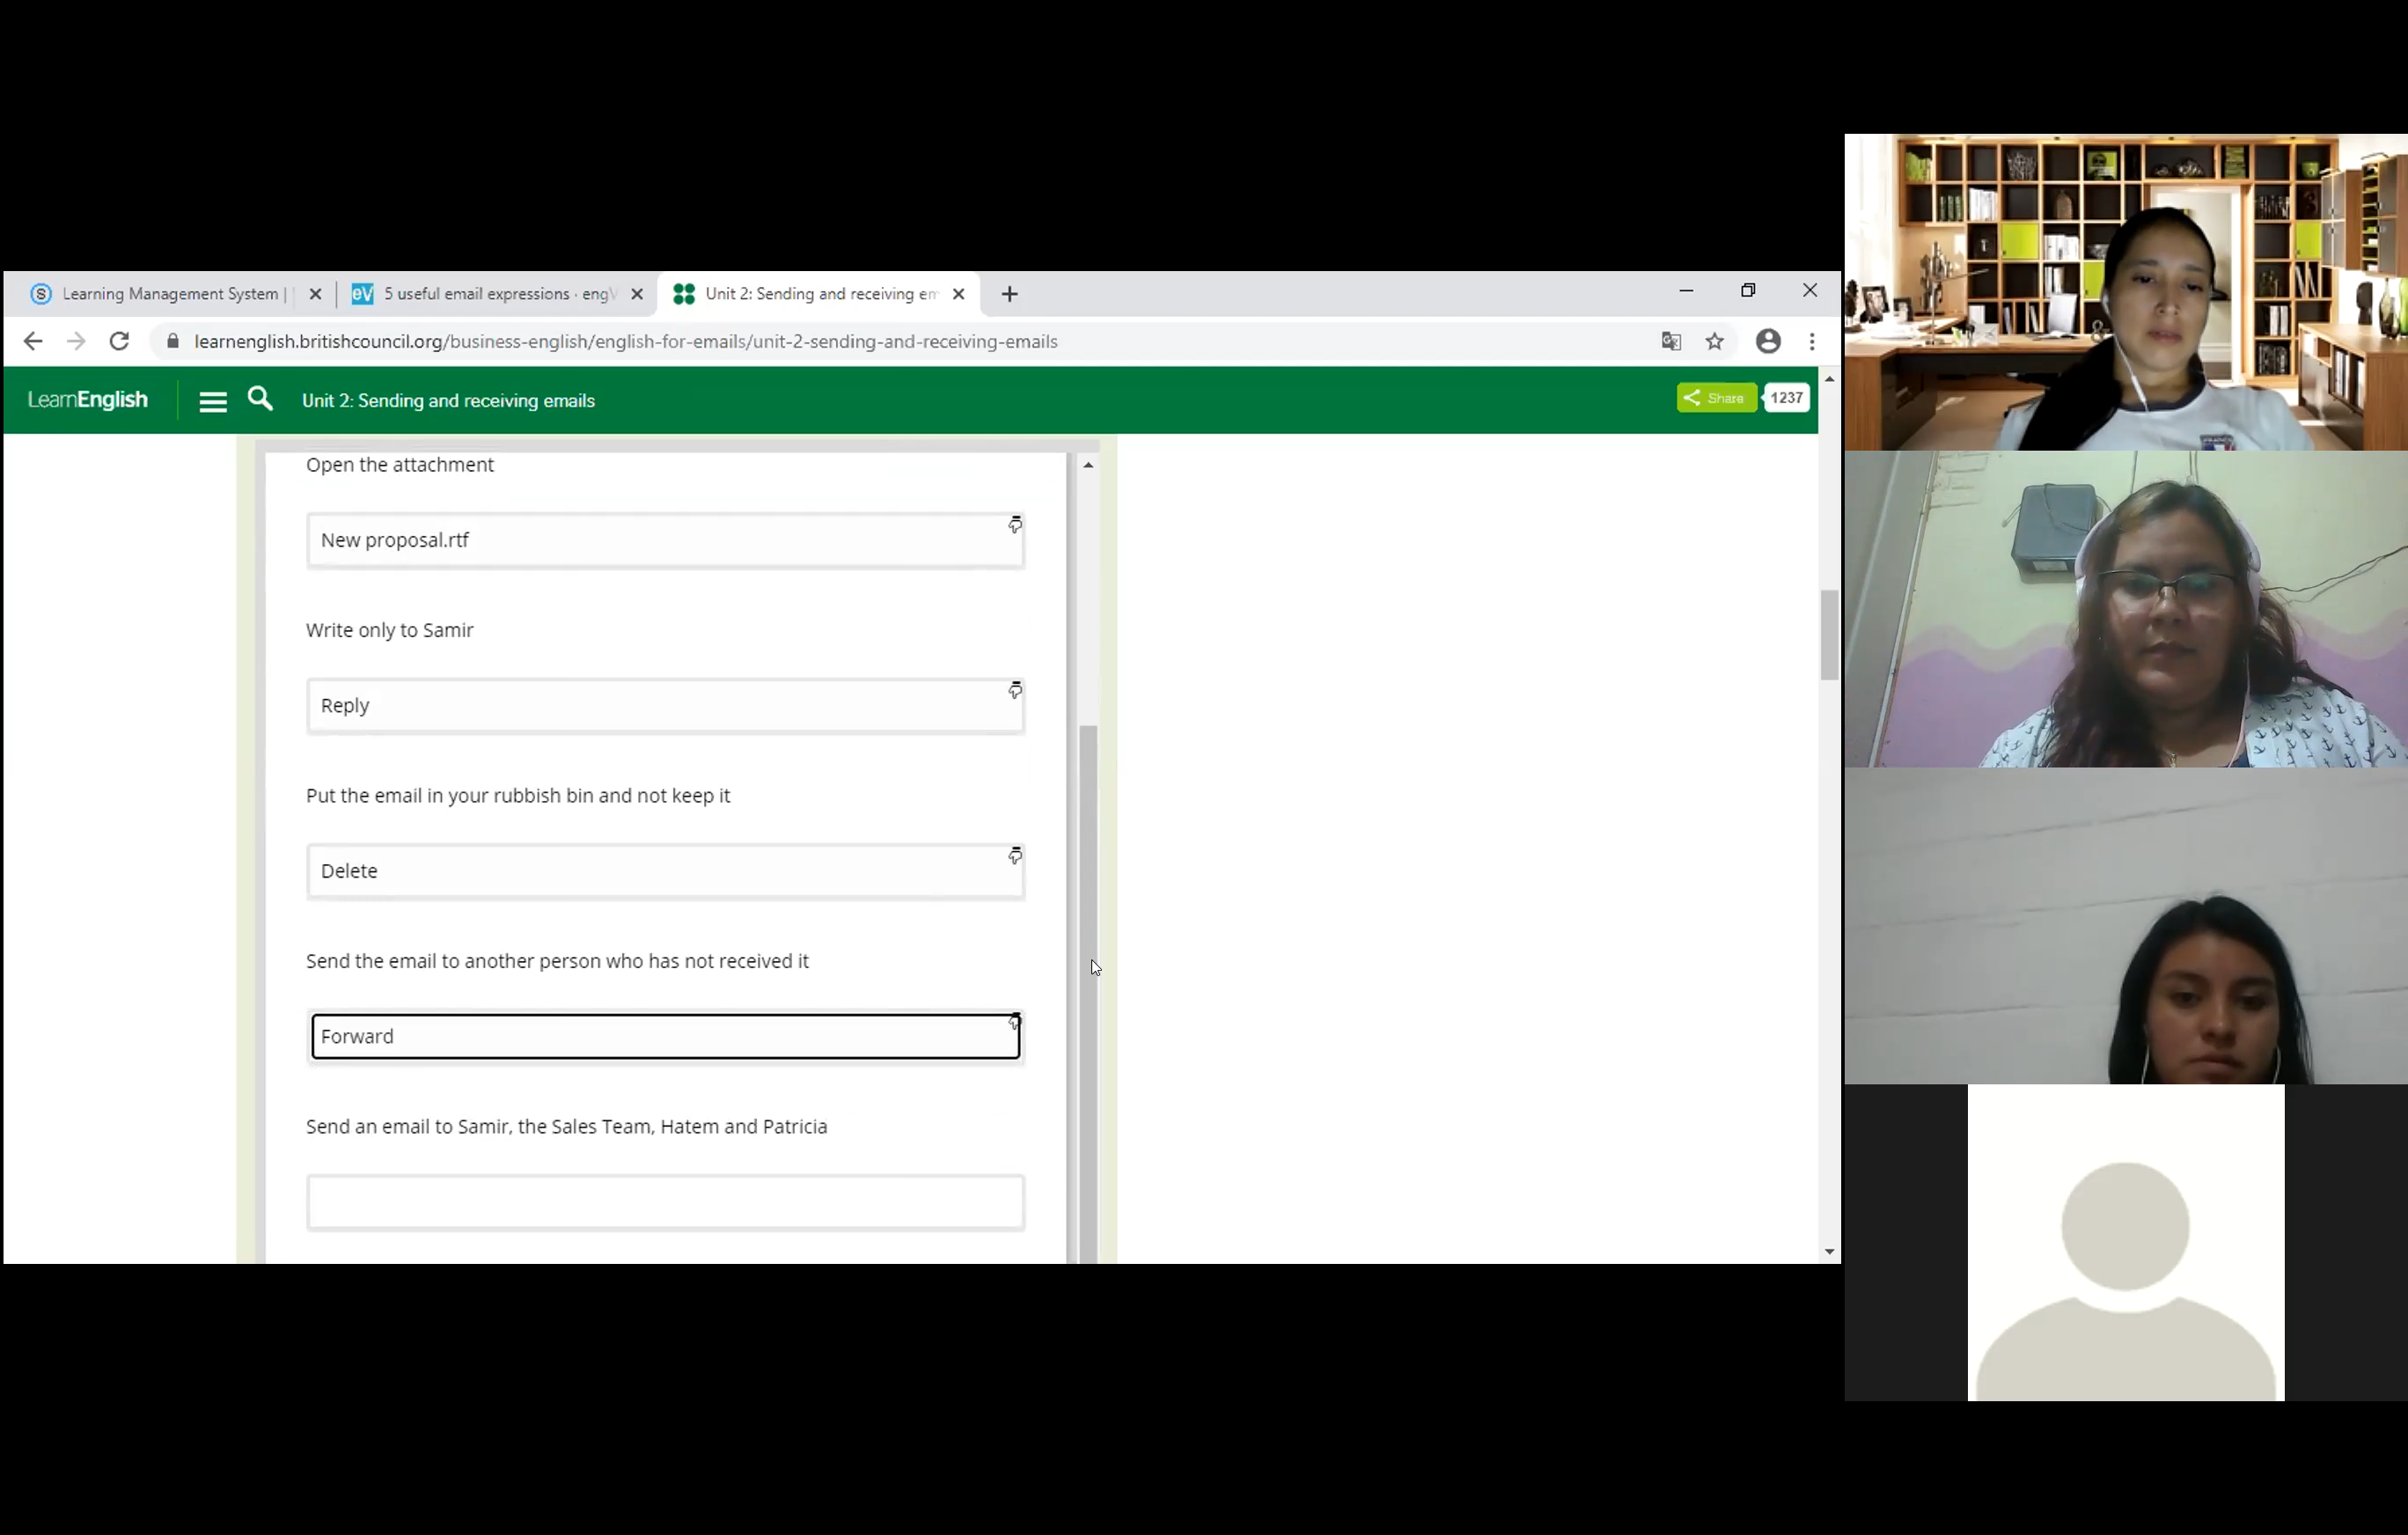 Learning Management System |
eV 5 useful email expressions · engV
Unit 2: Sending and receiving em
learnenglish.britishcouncil.org/business-english/english-for-emails/unit-2-sending-and-receiving-emails
LearnEnglish
Unit 2: Sending and receiving emails
Share
1237
Open the attachment
New proposal.rtf
Write only to Samir
Reply
Put the email in your rubbish bin and not keep it
Delete
Send the email to another person who has not received it
Forward
Send an email to Samir, the Sales Team, Hatem and Patricia